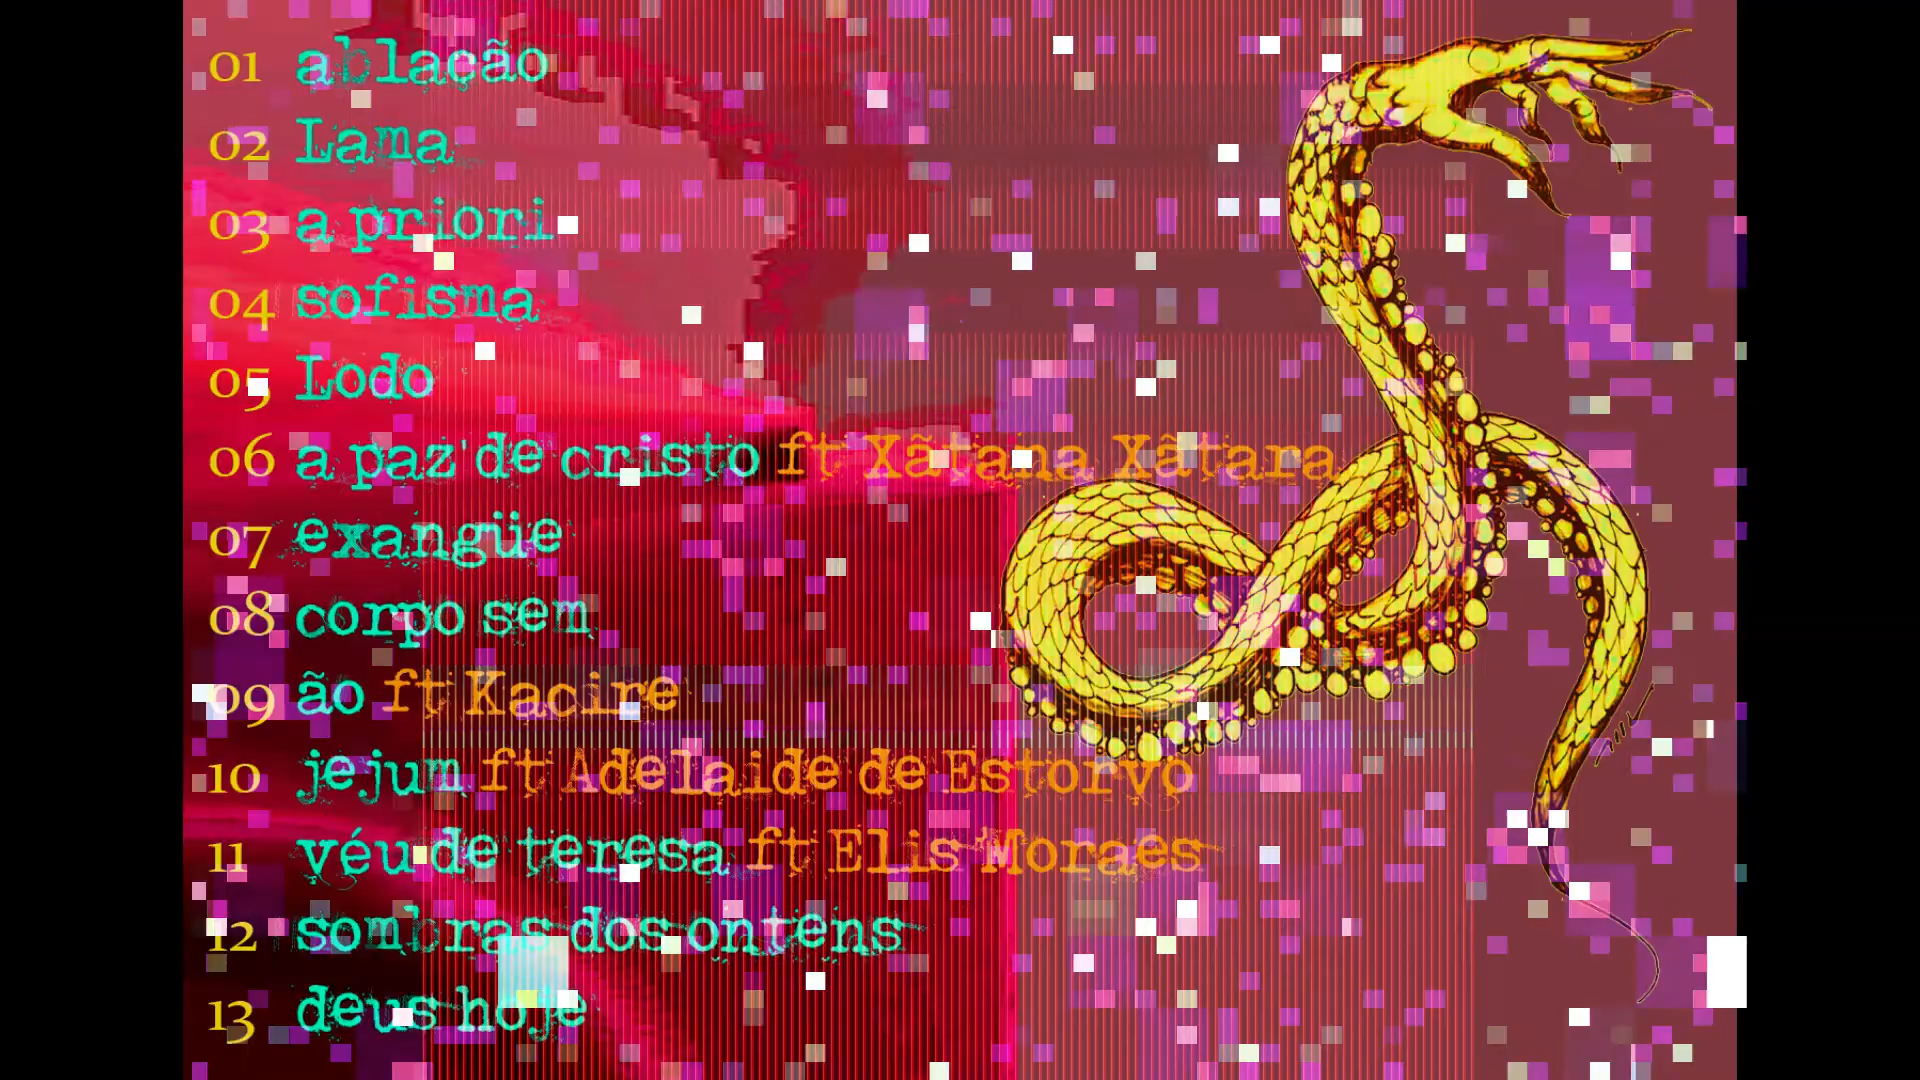 01 ablação
02 Lama
03 a priori
04 sofisma
05 Lodo
06 a paz de cristo ft Xãtana Xãtara
07 exangüe
08 corpo sem
09 ão ft Kacire
10 jejum ft Adelaide de Estorvo
11 véu de teresa ft Elis Moraes
12 sombras dos ontens
13 deus hoje